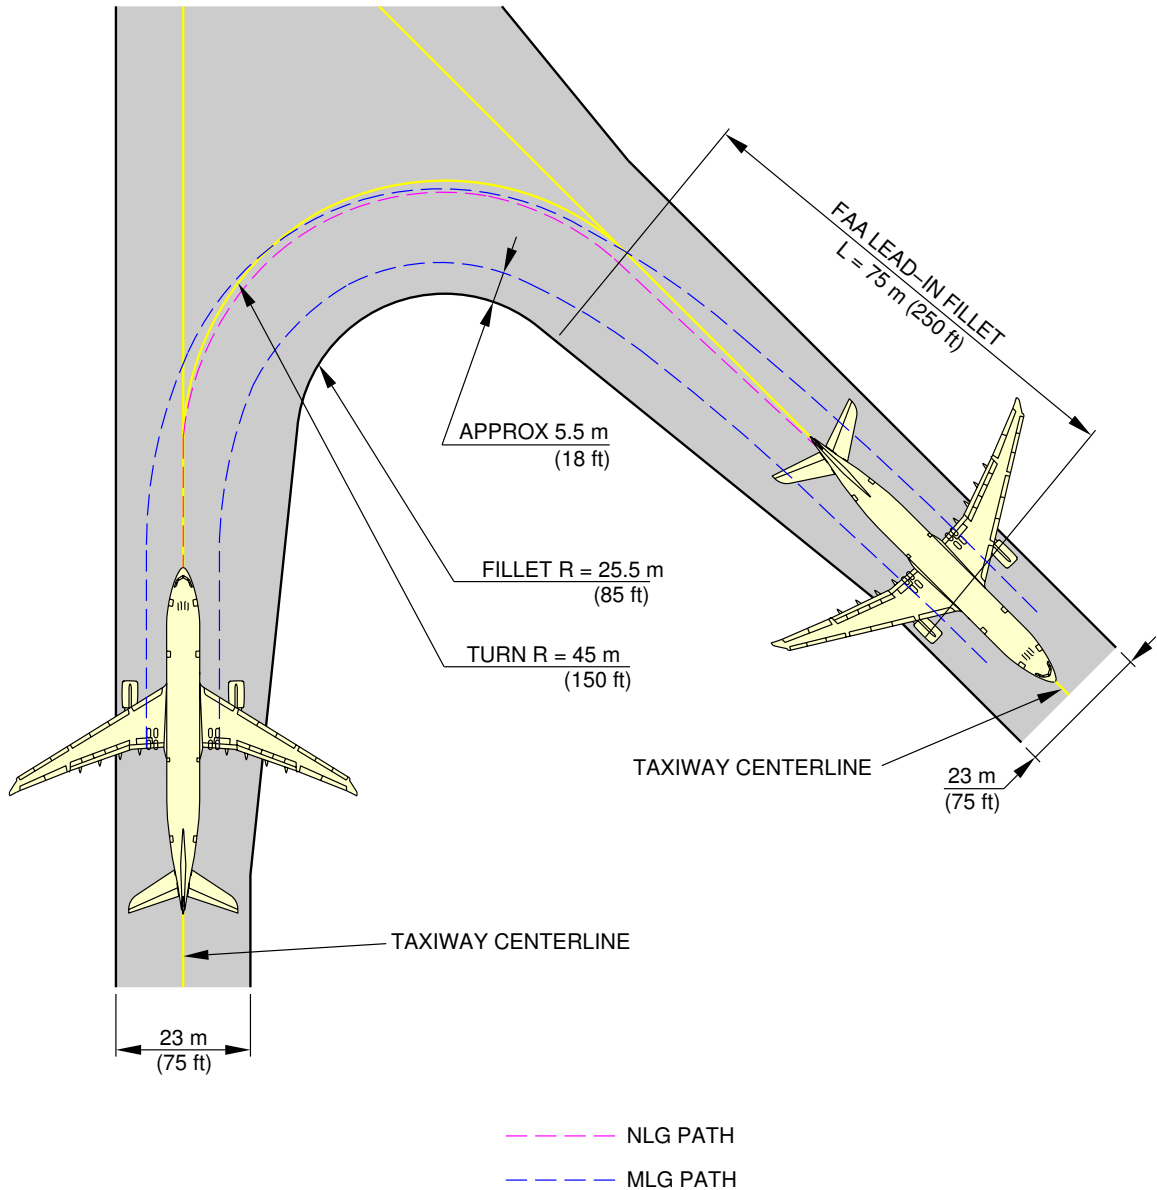 FAA LEAD-IN FILLET
L = 75 m (250 ft)
APPROX 5.5 m
(18 ft)
FILLET R = 25.5 m
(85 ft)
TURN R = 45 m
(150 ft)
TAXIWAY CENTERLINE
23 m
(75 ft)
TAXIWAY CENTERLINE
23 m
(75 ft)
NLG PATH
MLG PATH